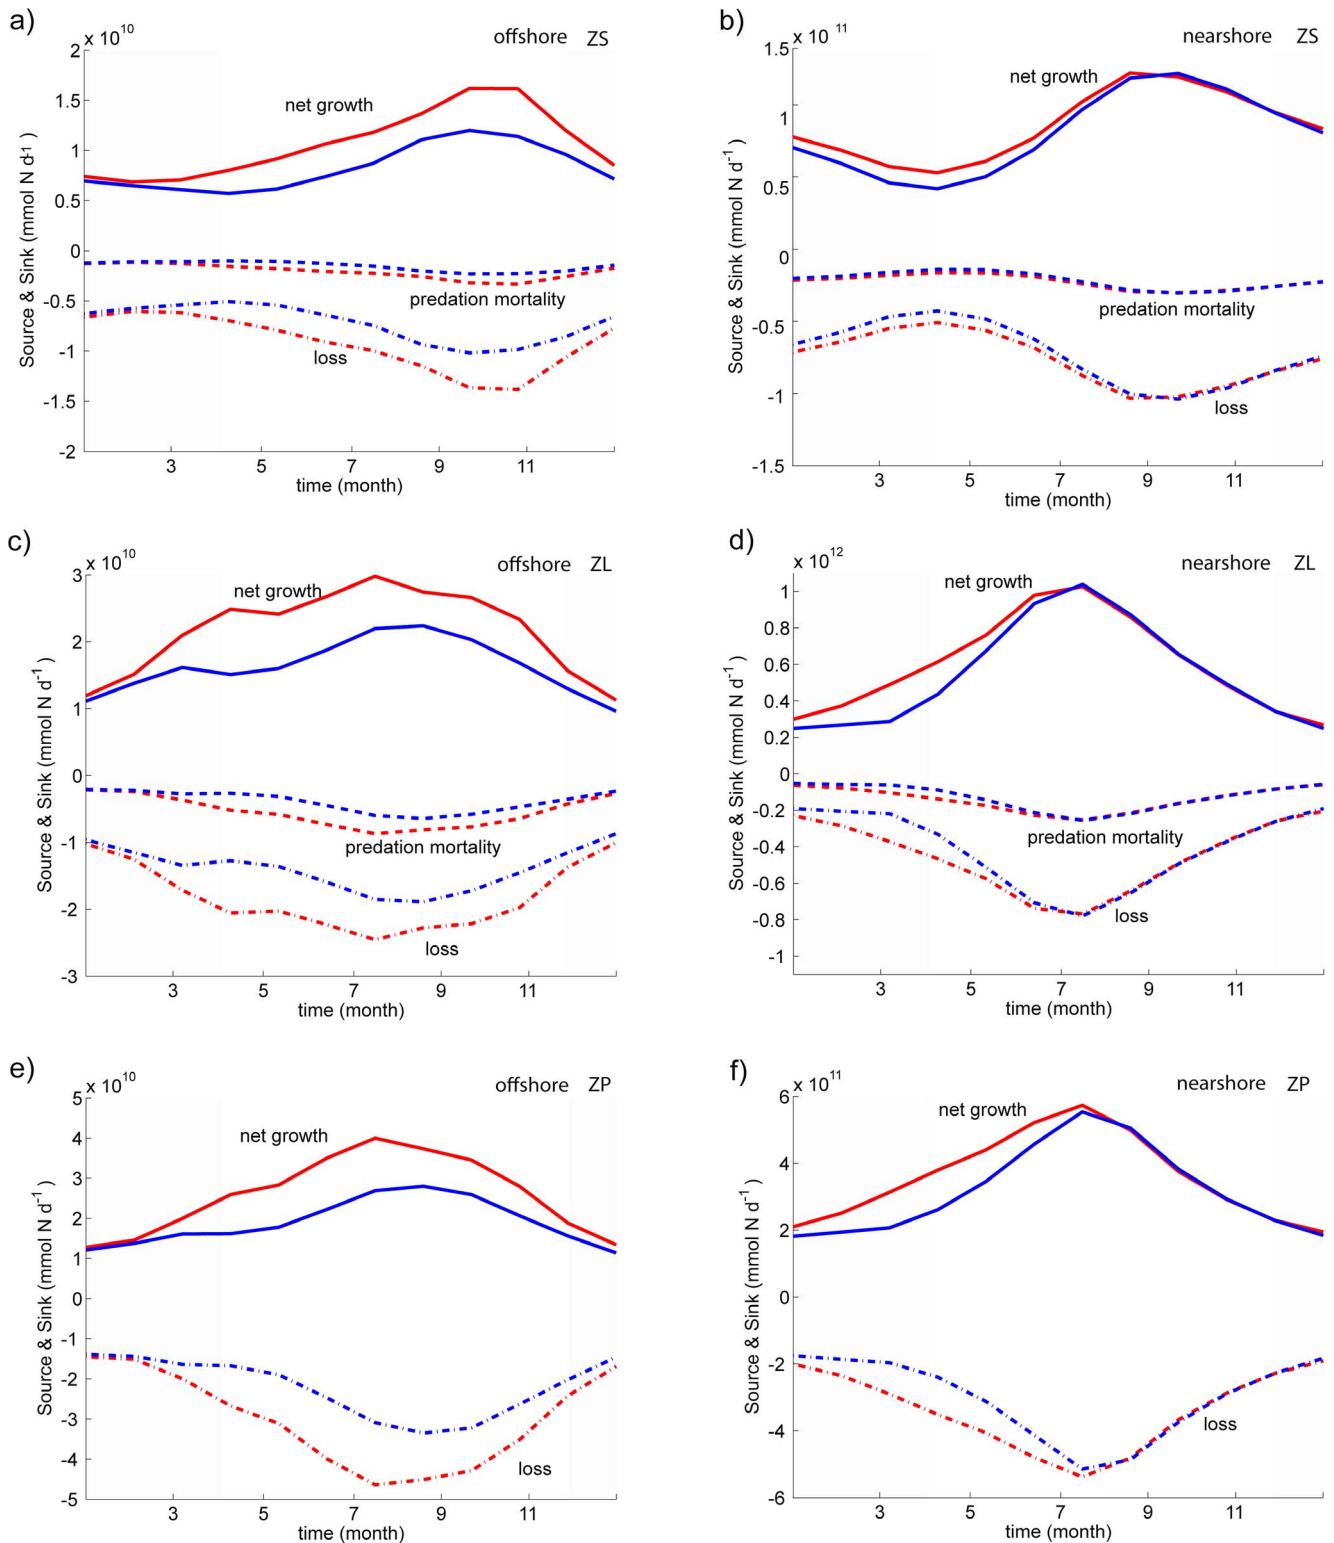 a)
x 10^10
offshore ZS
2
1.5
1
0.5
0
-0.5
-1
-1.5
-2
Source & Sink (mmol N d-1 )
net growth
predation mortality
loss
3 5 7 9 11
time (month)
b)
x 10^11
nearshore ZS
1.5
1
0.5
0
-0.5
-1
-1.5
Source & Sink (mmol N d^-1 )
net growth
predation mortality
loss
3 5 7 9 11
time (month)
c)
x 10^10
offshore ZL
3
2
1
0
-1
-2
-3
Source & Sink (mmol N d^-1 )
net growth
predation mortality
loss
3 5 7 9 11
time (month)
d)
x 10^12
nearshore ZL
1
0.8
0.6
0.4
0.2
0
-0.2
-0.4
-0.6
-0.8
-1
Source & Sink (mmol N d^-1 )
net growth
predation mortality
loss
3 5 7 9 11
time (month)
e)
x 10^10
offshore ZP
5
4
3
2
1
0
-1
-2
-3
-4
-5
Source & Sink (mmol N d^-1 )
net growth
loss
3 5 7 9 11
time (month)
f)
x 10^11
nearshore ZP
6
4
2
0
-2
-4
-6
Source & Sink (mmol N d^-1 )
net growth
loss
3 5 7 9 11
time (month)